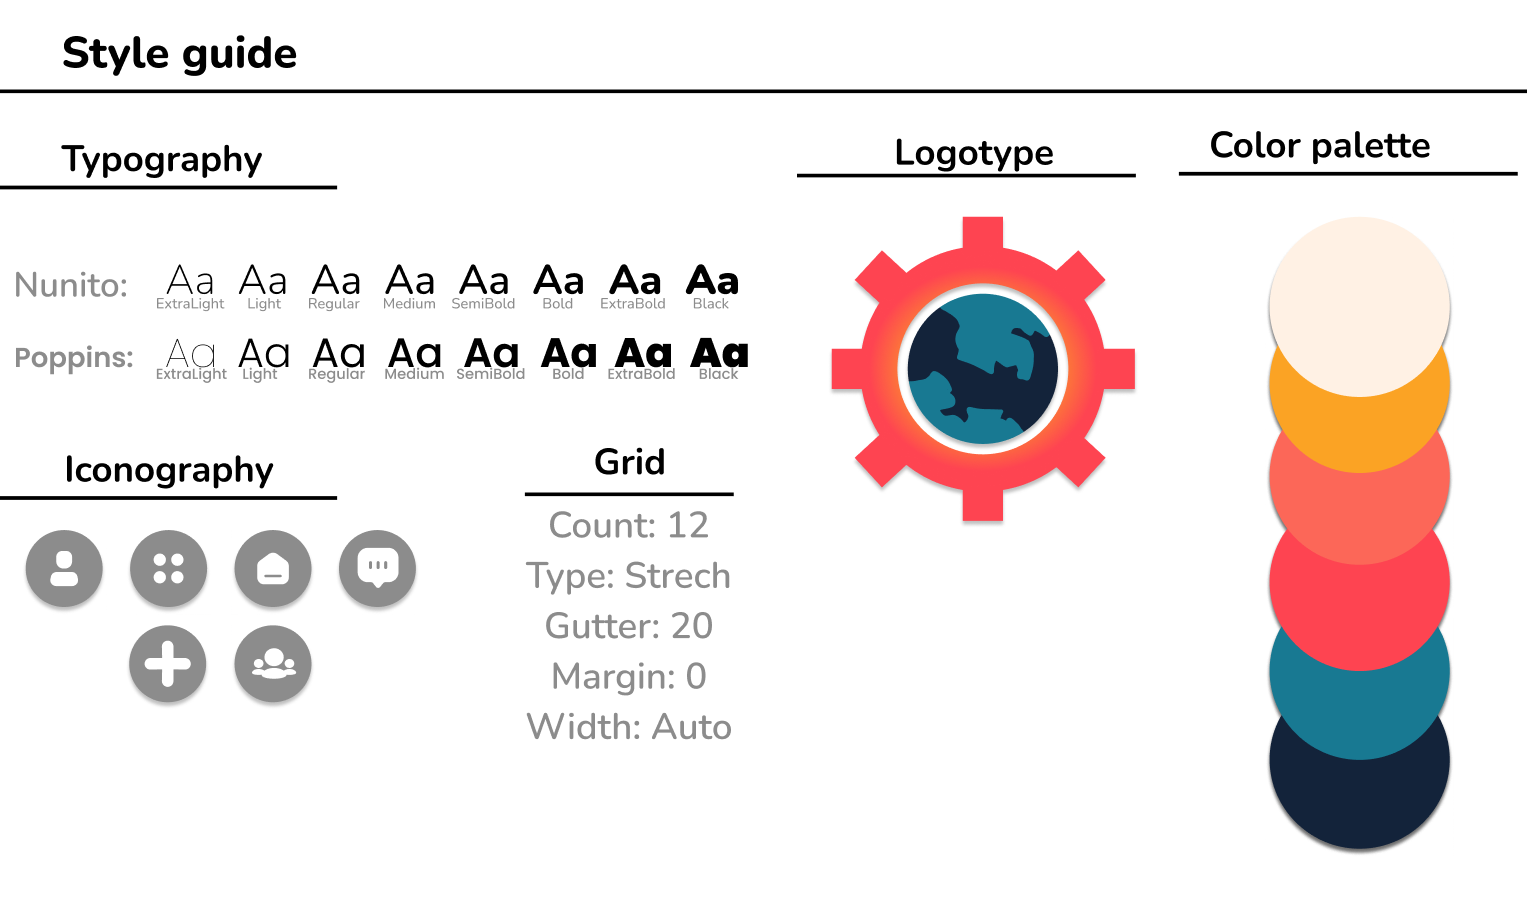 Style guide
Typography
Nunito: Aa Aa Aa Aa Aa Aa Aa Aa
ExtraLight Light Regular Medium SemiBold Bold ExtraBold Black
Poppins: Aa Aa Aa Aa Aa Aa Aa Aa
ExtraLight Light Regular Medium SemiBold Bold ExtraBold Black
Iconography
Grid
Count: 12
Type: Strech
Gutter: 20
Margin: 0
Width: Auto
Logotype
Color palette